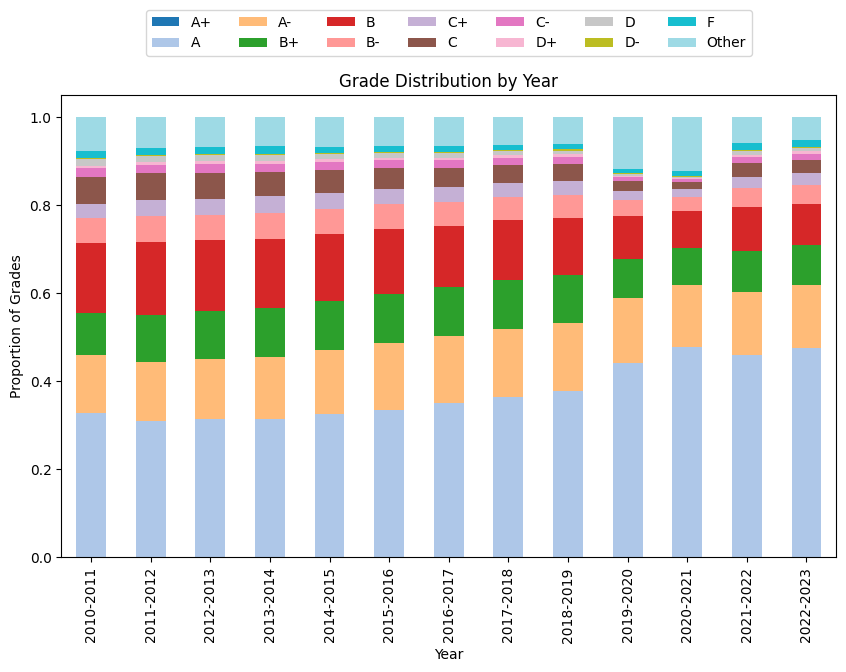 A+ A- B C+ C- D F
A B+ B- C D+ D- Other
Grade Distribution by Year
1.0
0.8
0.6
0.4
0.2
0.0
Proportion of Grades
2010-2011 2011-2012 2012-2013 2013-2014 2014-2015 2015-2016 2016-2017 2017-2018 2018-2019 2019-2020 2020-2021 2021-2022 2022-2023
Year